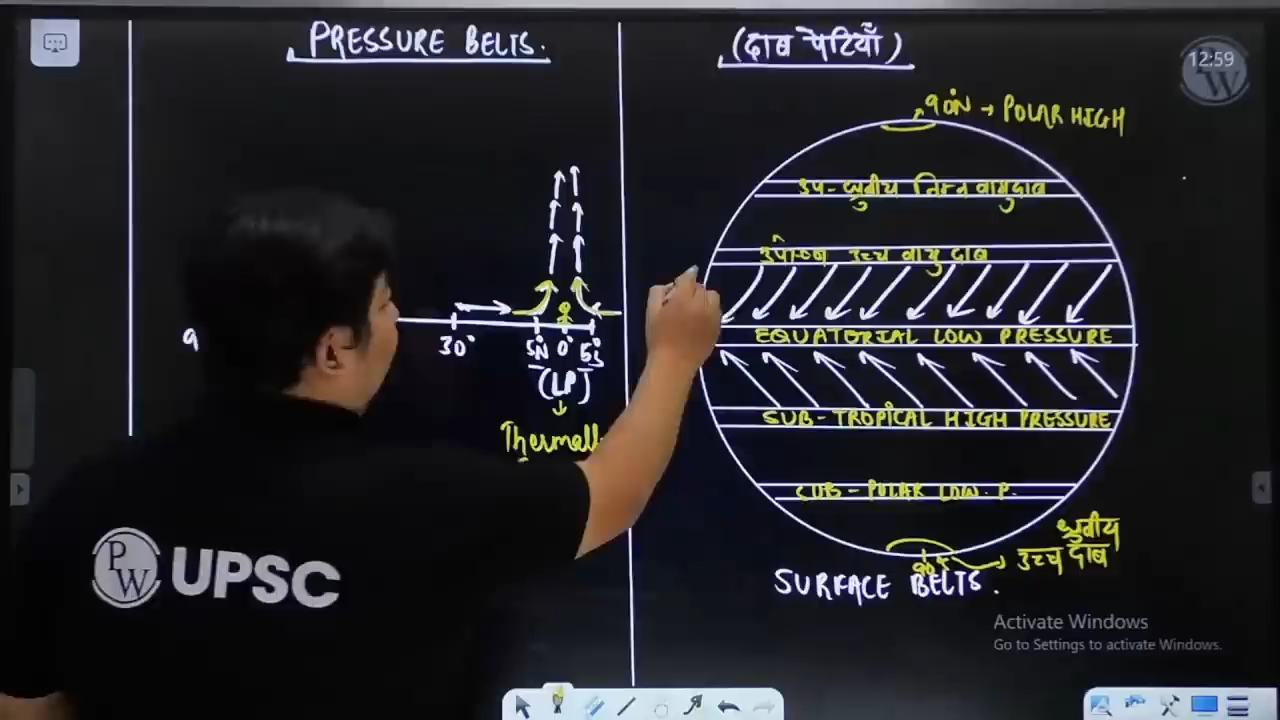 PRESSURE BELTS.
(दाब पेटियाँ)
12:59
PW
90N → POLAR HIGH
उप-ध्रुवीय निम्न वायुदाब
उच्च वायु दाब
EQUATORIAL LOW PRESSURE
SUB-TROPICAL HIGH PRESSURE
SUB-POLAR LOW. P.
ध्रुवीय
उच्च दाब
SURFACE BELTS.
9
30° 5N 0° 5°S
(LP)
Thermall
PW UPSC
Activate Windows
Go to Settings to activate Windows.